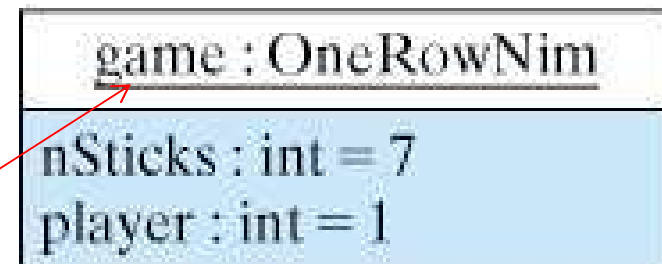 game : OneRowNim
nSticks : int = 7
player : int = 1